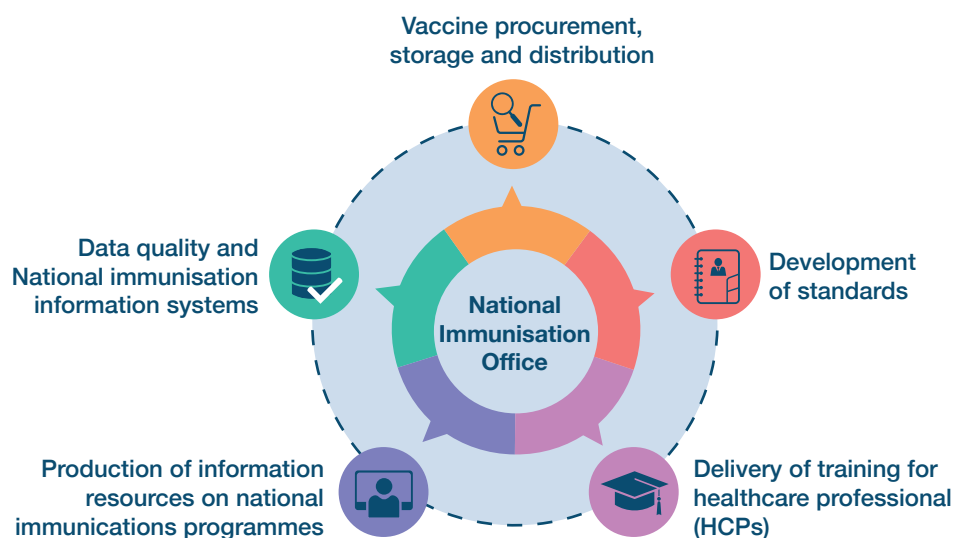 Vaccine procurement,
storage and distribution
Data quality and
National immunisation
information systems
Development
of standards
National
Immunisation
Office
Production of information
resources on national
immunications programmes
Delivery of training for
healthcare professional
(HCPs)